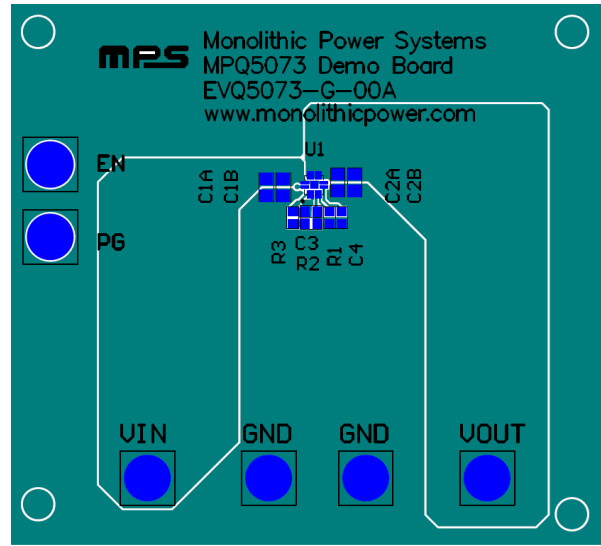 mps Monolithic Power Systems
MPQ5073 Demo Board
EVQ5073-G-00A
www.monolithicpower.com
U1
EN
C1A
C1B
C2A
C2B
PG
R3
C3
R2
R1
C4
VIN
GND
GND
VOUT